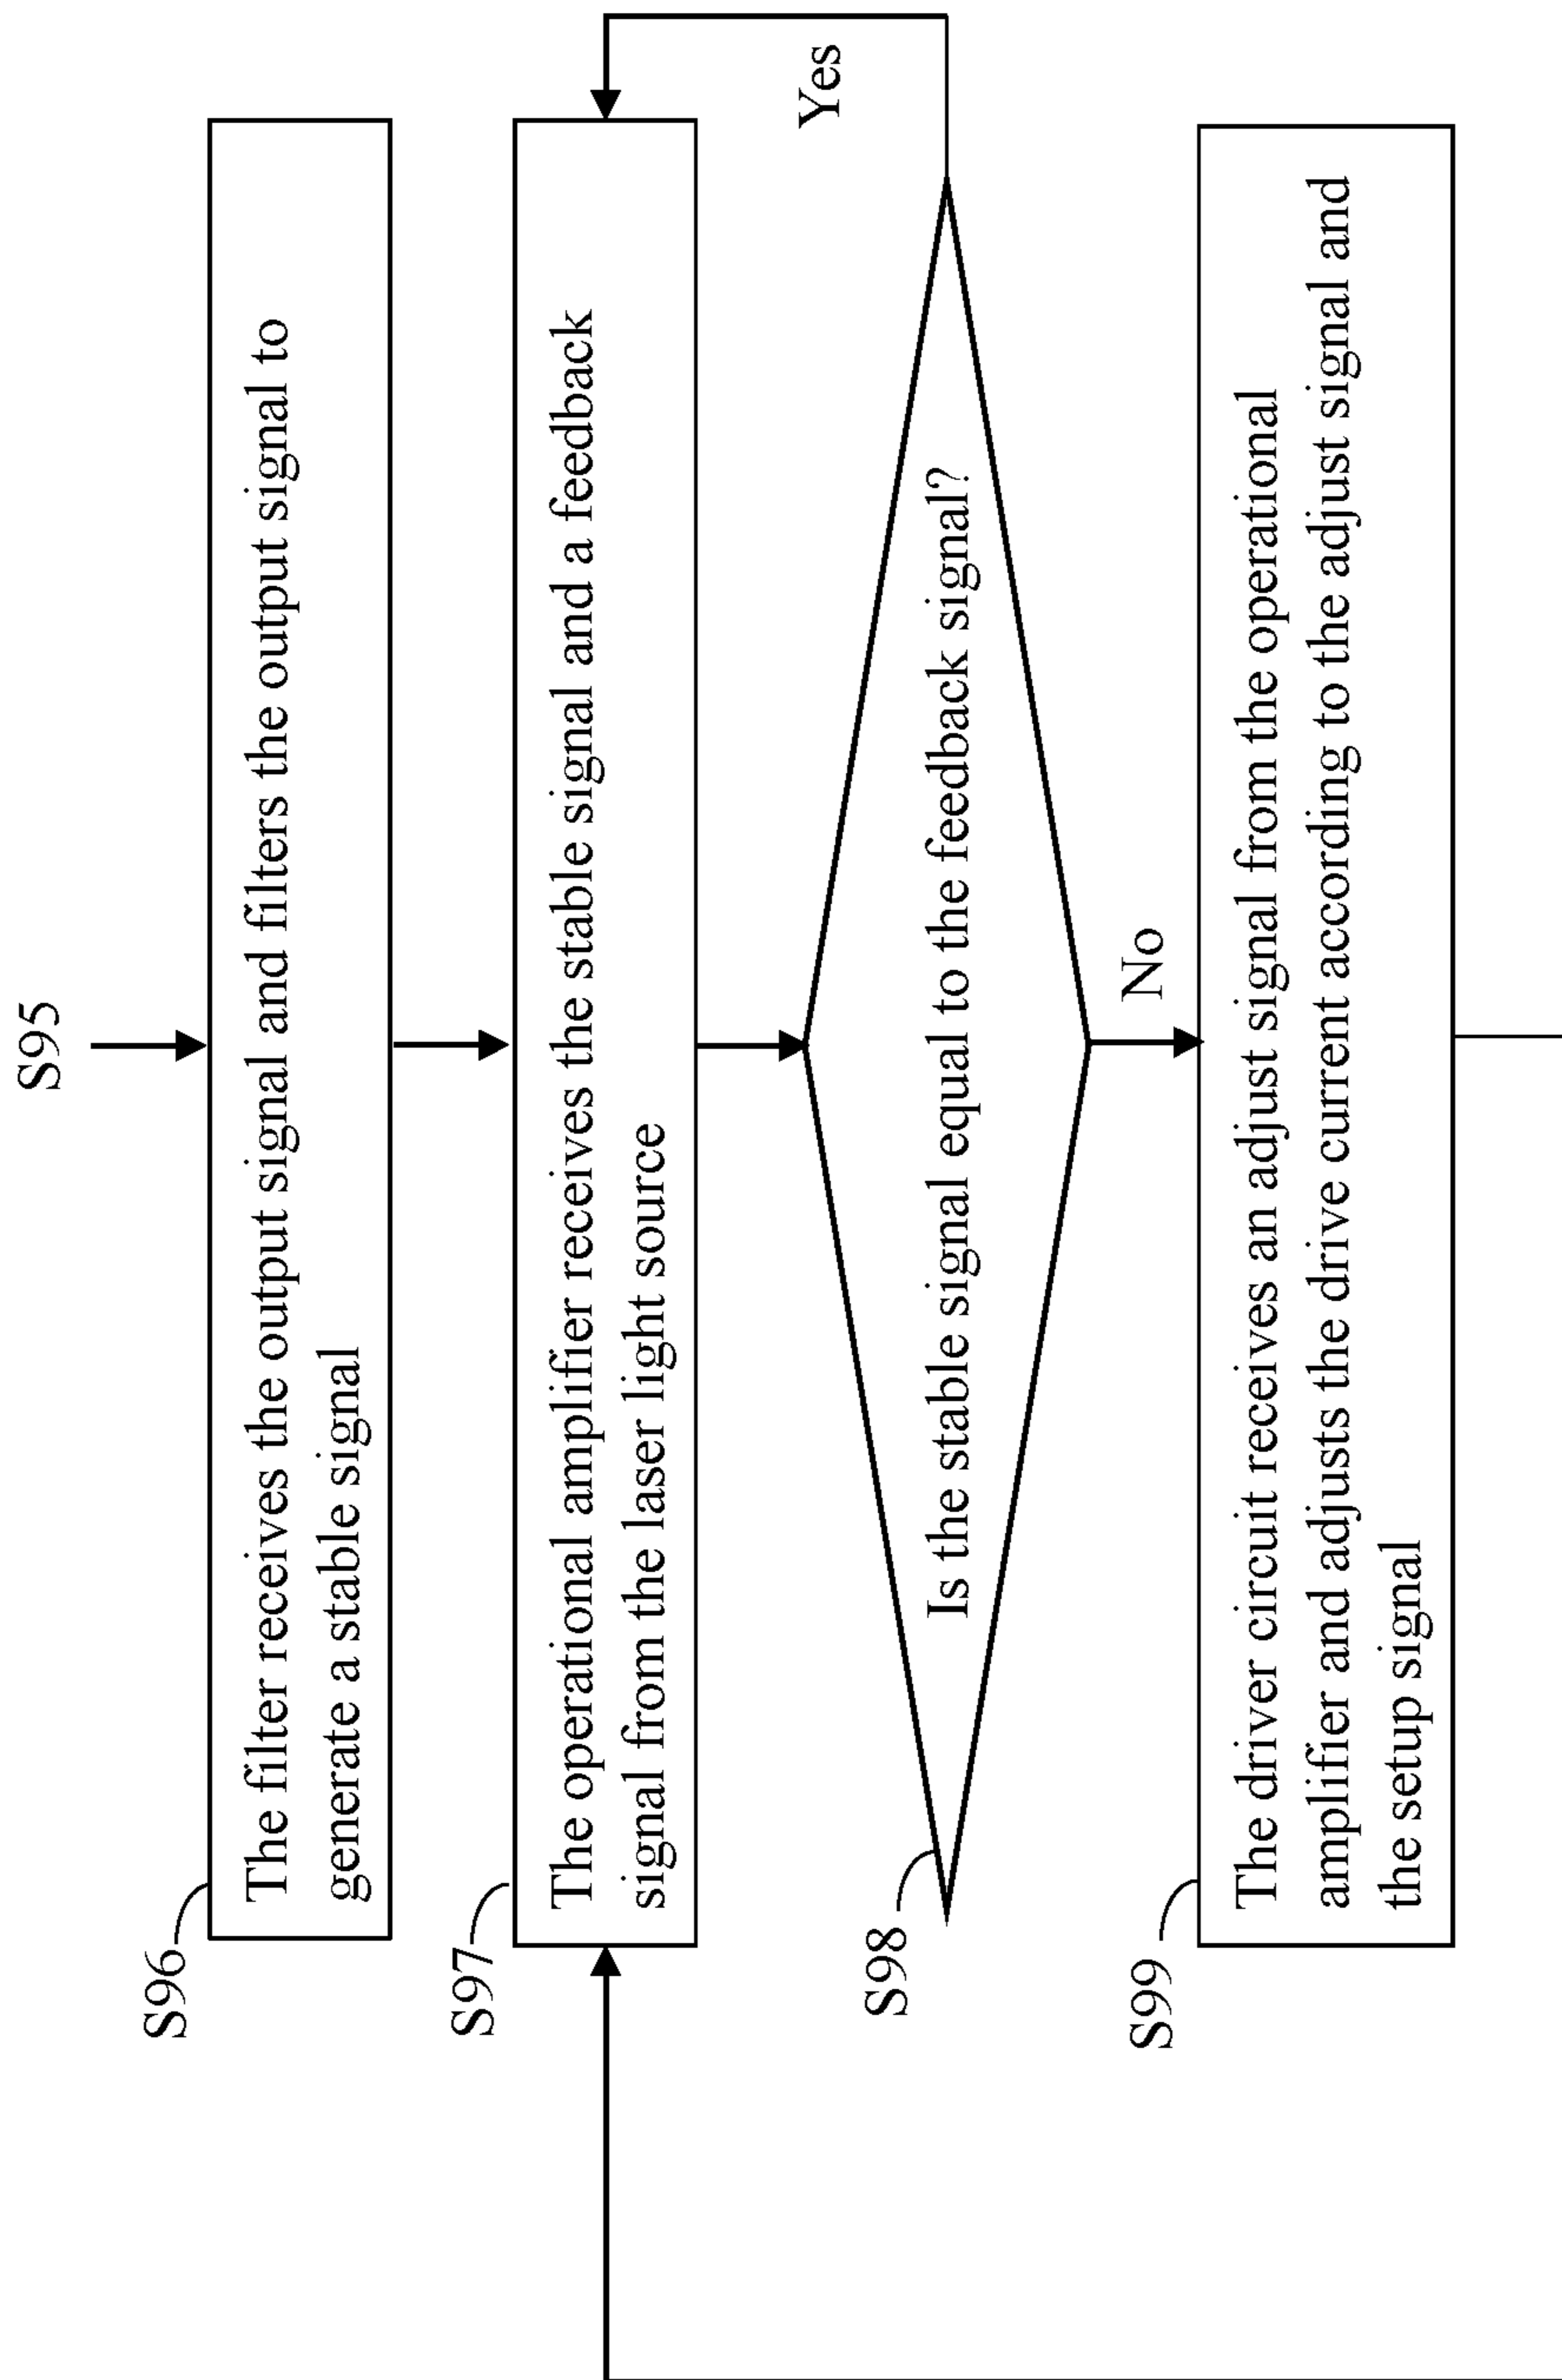 S95
S96
The filter receives the output signal and filters the output signal to
generate a stable signal
S97
The operational amplifier receives the stable signal and a feedback
signal from the laser light source
S98
Is the stable signal equal to the feedback signal?
Yes
No
S99
The driver circuit receives an adjust signal from the operational
amplifier and adjusts the drive current according to the adjust signal and
the setup signal